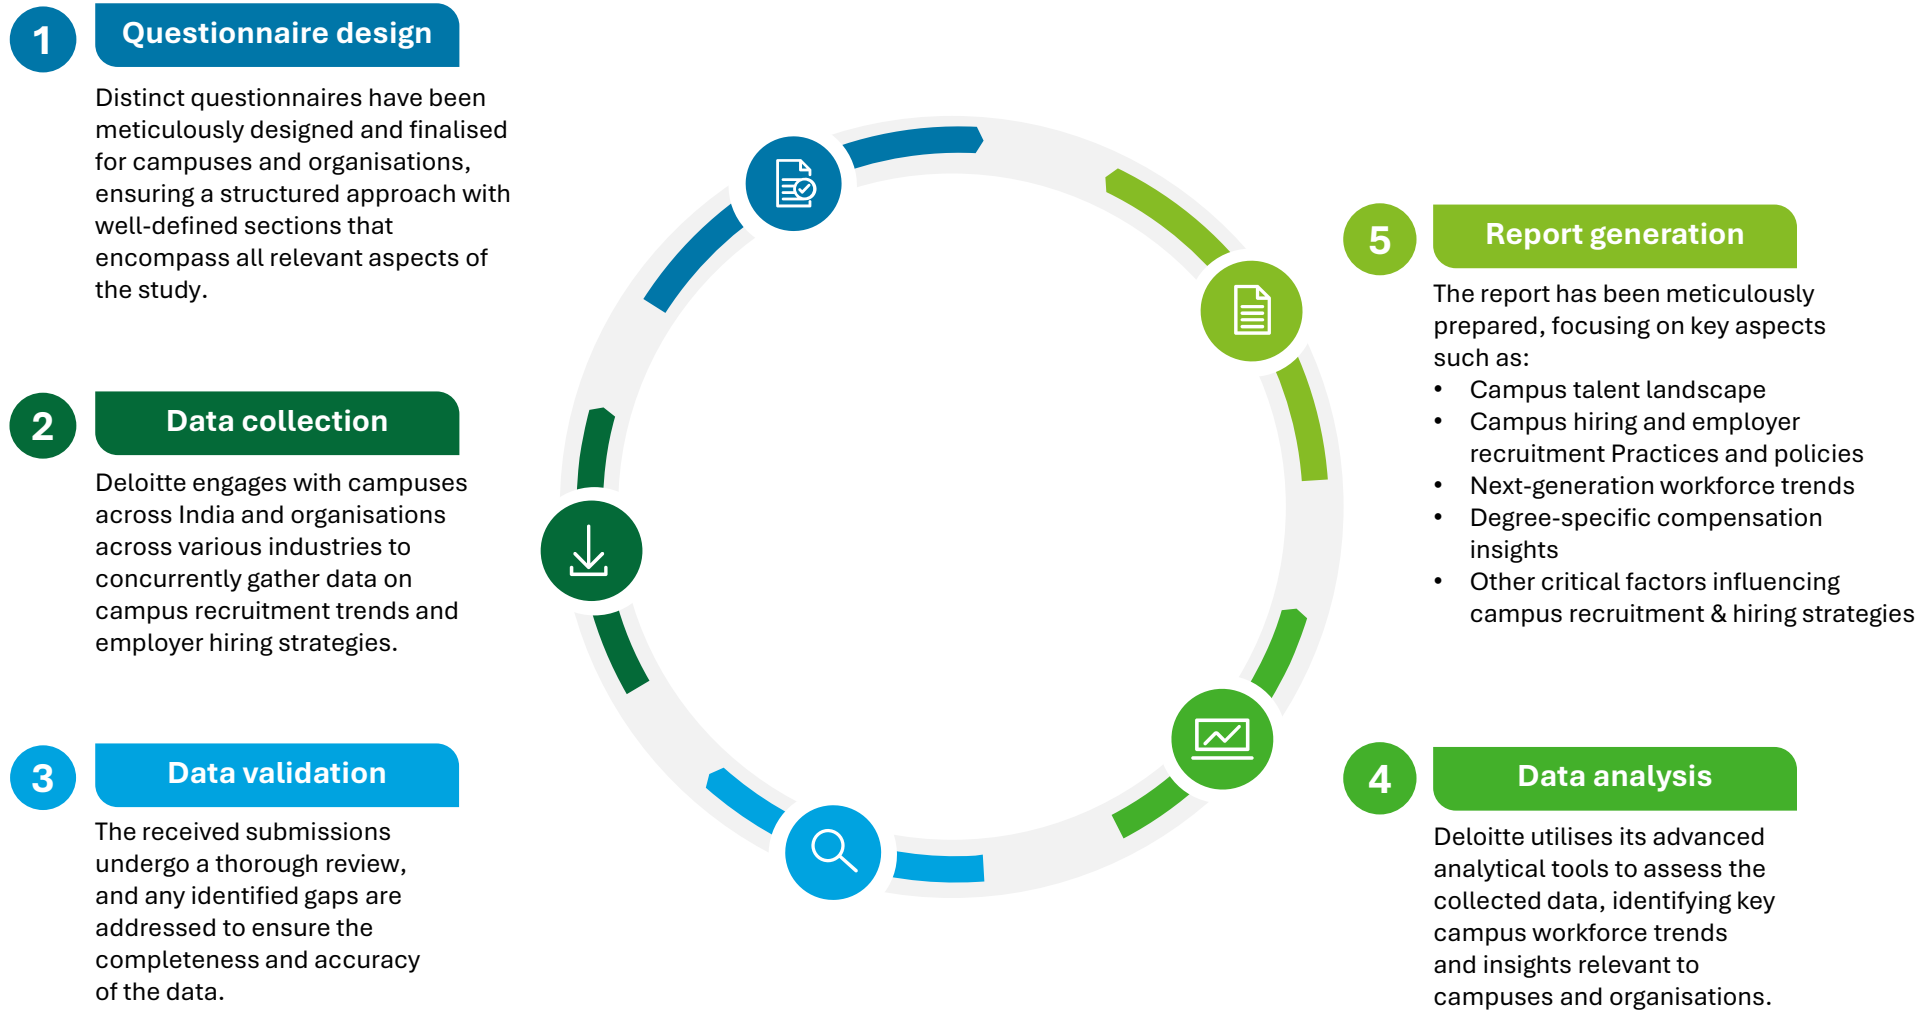 1
Questionnaire design
Distinct questionnaires have been
meticulously designed and finalised
for campuses and organisations,
ensuring a structured approach with
well-defined sections that
encompass all relevant aspects of
the study.
2
Data collection
Deloitte engages with campuses
across India and organisations
across various industries to
concurrently gather data on
campus recruitment trends and
employer hiring strategies.
3
Data validation
The received submissions
undergo a thorough review,
and any identified gaps are
addressed to ensure the
completeness and accuracy
of the data.
5
Report generation
The report has been meticulously
prepared, focusing on key aspects
such as:
• Campus talent landscape
• Campus hiring and employer
recruitment Practices and policies
• Next-generation workforce trends
• Degree-specific compensation
insights
• Other critical factors influencing
campus recruitment & hiring strategies
4
Data analysis
Deloitte utilises its advanced
analytical tools to assess the
collected data, identifying key
campus workforce trends
and insights relevant to
campuses and organisations.